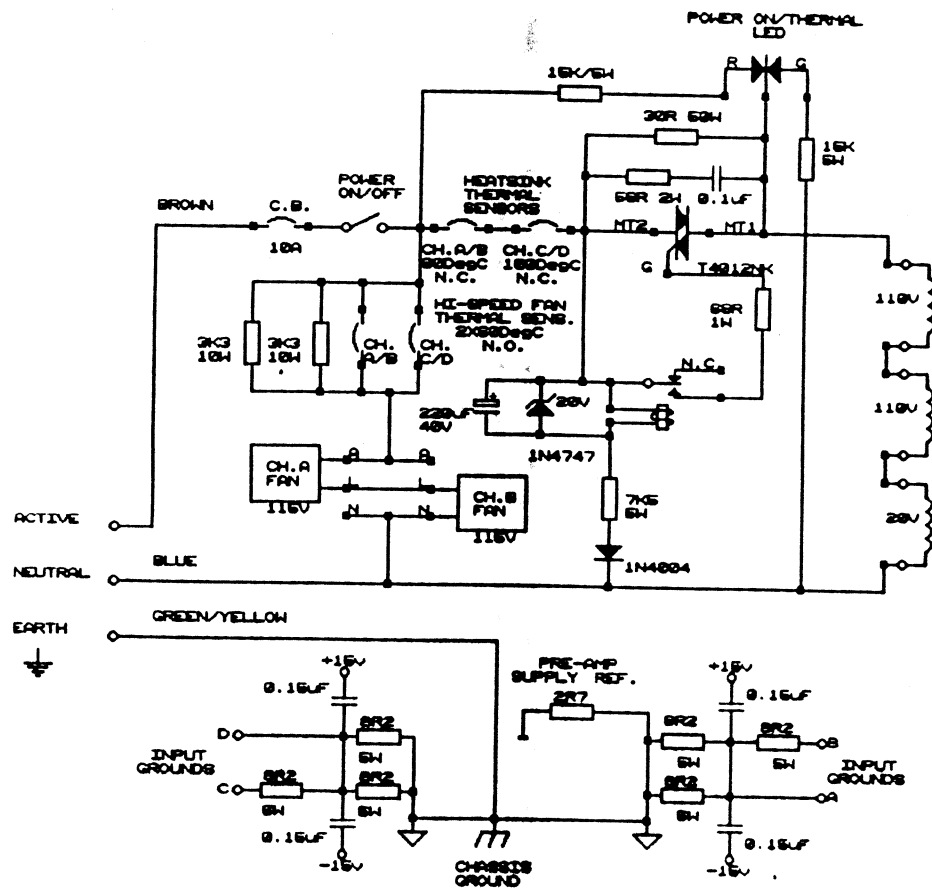 POWER ON/THERMAL
LED
R
G
15K/5W
30R 50W
15K
5W
POWER
ON/OFF
HEATSINK
THERMAL
SENSORS
68R 2W
0.1uF
BROWN
C.B.
10A
MT2
MT1
CH.A/B
90DegC
N.C.
CH.C/D
100DegC
N.C.
G
T4012NK
110V
HI-SPEED FAN
THERMAL SENS.
2X60DegC
N.O.
68R
1W
3K3
10W
3K3
10W
CH.
A/B
CH.
C/D
N.C.
+
220uF
40V
20V
110V
1N4747
CH.A
FAN
115V
A
A
L
L
N
N
CH.B
FAN
115V
7K5
5W
20V
ACTIVE
BLUE
1N4004
NEUTRAL
GREEN/YELLOW
EARTH
+15v
PRE-AMP
SUPPLY REF.
+15v
0.15uF
2R7
0.15uF
D
8R2
5W
8R2
5W
8R2
5W
B
INPUT
GROUNDS
INPUT
GROUNDS
C
8R2
5W
8R2
5W
8R2
5W
A
0.15uF
0.15uF
-15v
-15v
CHASSIS
GROUND